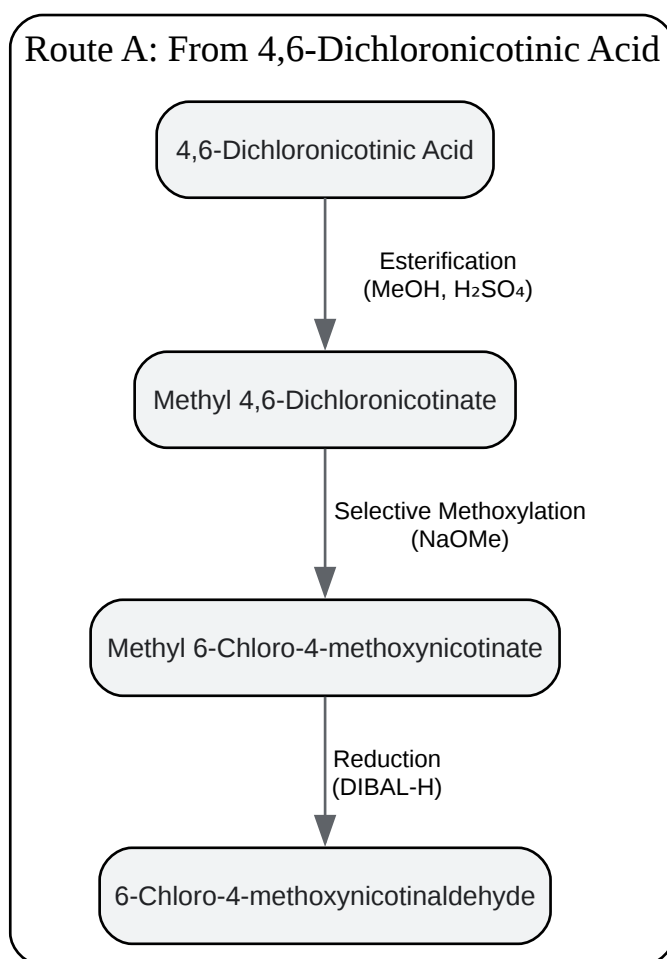 Route A: From 4,6-Dichloronicotinic Acid
4,6-Dichloronicotinic Acid
Esterification
(MeOH, H₂SO₄)
Methyl 4,6-Dichloronicotinate
Selective Methoxylation
(NaOMe)
Methyl 6-Chloro-4-methoxynicotinate
Reduction
(DIBAL-H)
6-Chloro-4-methoxynicotinaldehyde